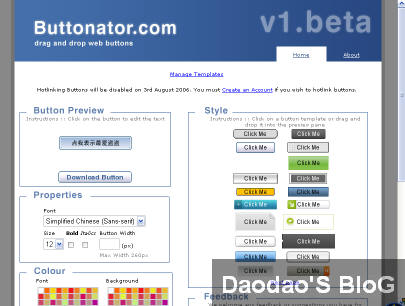 Buttonator.com
drag and drop web buttons
v1.beta
Home
About
Manage Templates
Hotlinking Buttons will be disabled on 3rd August 2006. You must Create an Account if you wish to hotlink buttons.
Button Preview
Instructions :: Click on the button to edit the text
Download Button
Properties
Font
Simplified Chinese (Sans-serif)
Size Bold Italic Button Width
12 (px)
Max Width 260px
Colour
Font Background
Style
Instructions :: Click on a button template or drag and
drop it into the preview pane
Click Me Click Me
Click Me Click Me
Click Me
Click Me Click Me
Click Me Click Me
Click Me Click Me
Click Me Click Me
Click Me Click Me
Click Me Click Me
Feedback
Daodao'S BloG